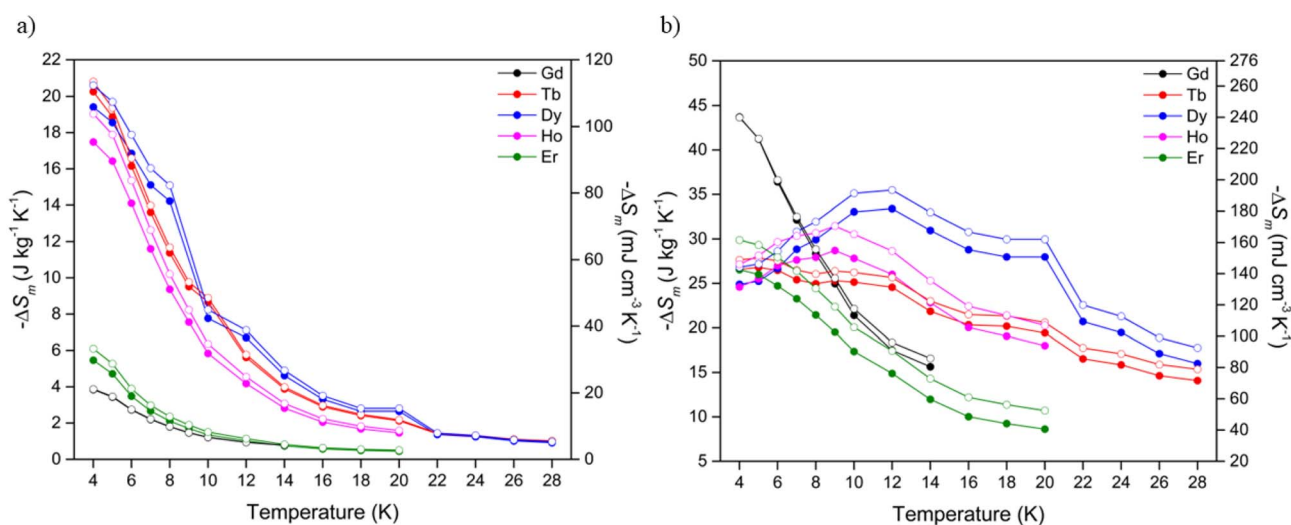 a)
-ΔSm (J kg-1 K-1)
22
20
18
16
14
12
10
8
6
4
2
0
Gd
Tb
Dy
Ho
Er
120
100
80
60
40
20
0
-ΔSm (mJ cm-3 K-1)
4 6 8 10 12 14 16 18 20 22 24 26 28
Temperature (K)
b)
-ΔSm (J kg-1 K-1)
50
45
40
35
30
25
20
15
10
5
Gd
Tb
Dy
Ho
Er
276
260
240
220
200
180
160
140
120
100
80
60
40
20
-ΔSm (mJ cm-3 K-1)
4 6 8 10 12 14 16 18 20 22 24 26 28
Temperature (K)